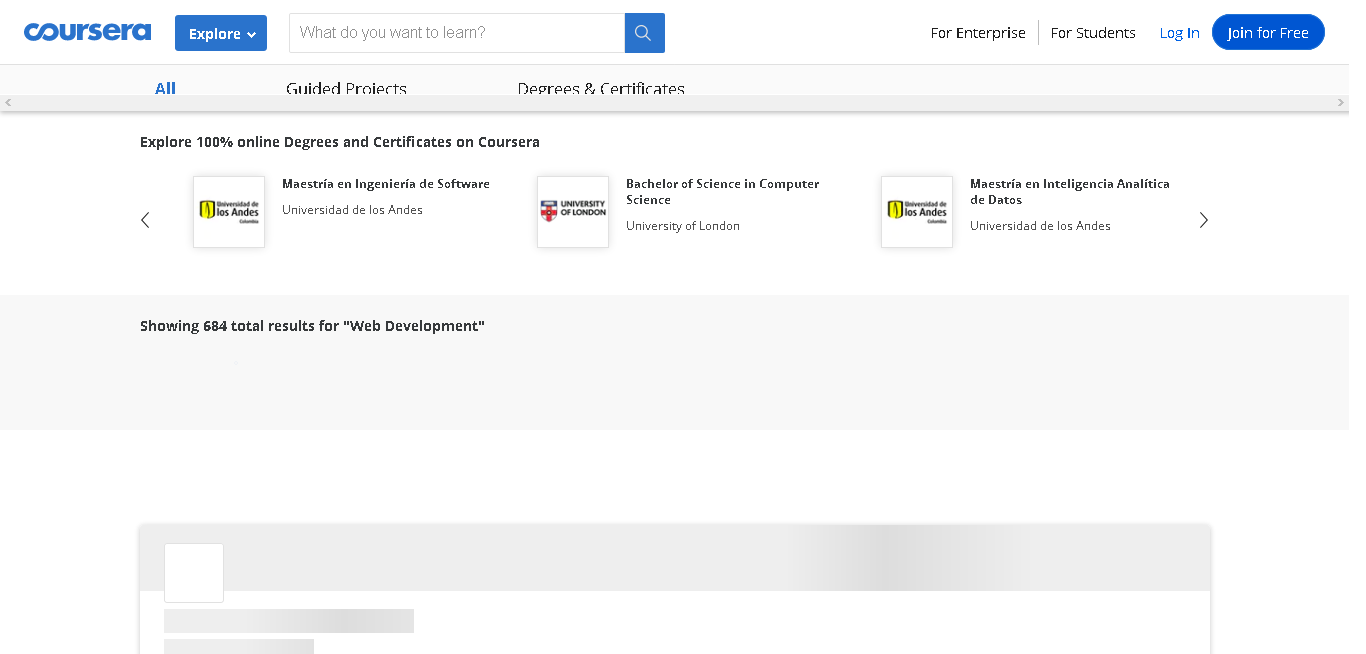 coursera
Explore
What do you want to learn?
For Enterprise
For Students
Log In
Join for Free
All
Guided Projects
Degrees & Certificates
Explore 100% online Degrees and Certificates on Coursera
Universidad de
los Andes
Colombia
Maestría en Ingeniería de Software
Universidad de los Andes
UNIVERSITY
OF LONDON
Bachelor of Science in Computer
Science
University of London
Universidad de
los Andes
Colombia
Maestría en Inteligencia Analítica
de Datos
Universidad de los Andes
Showing 684 total results for "Web Development"